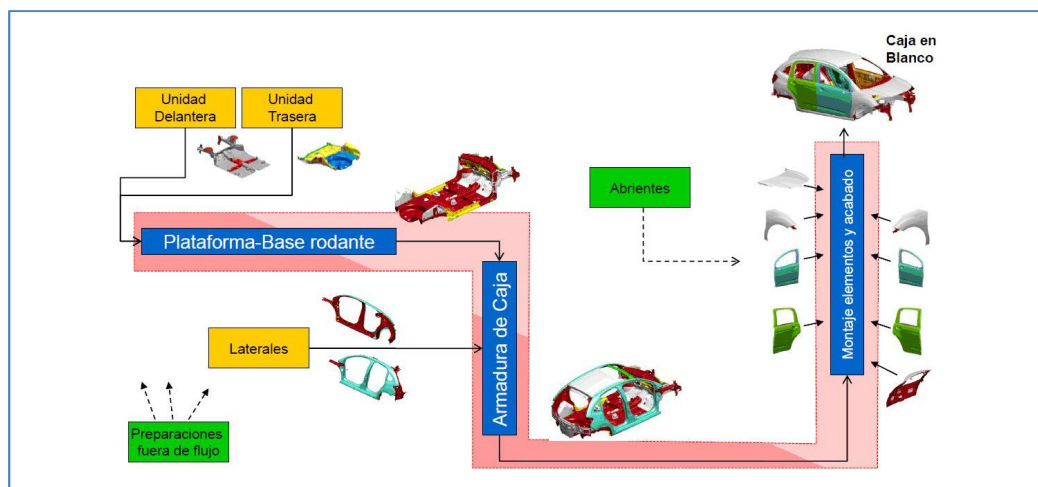 Caja en
Blanco
Unidad
Delantera
Unidad
Trasera
Abrientes
Plataforma-Base rodante
Armadura de Caja
Laterales
Montaje elementos y acabado
Preparaciones
fuera de flujo